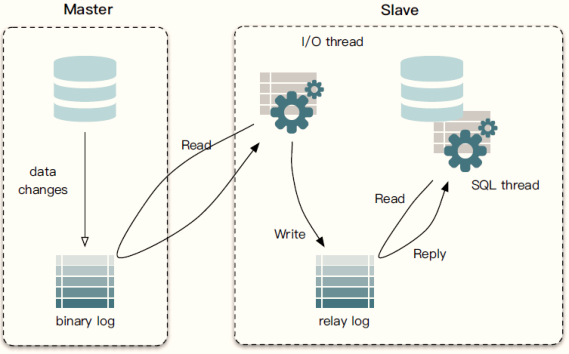 Master
Slave
I/O thread
data
changes
Read
Write
Read
Reply
SQL thread
binary log
relay log